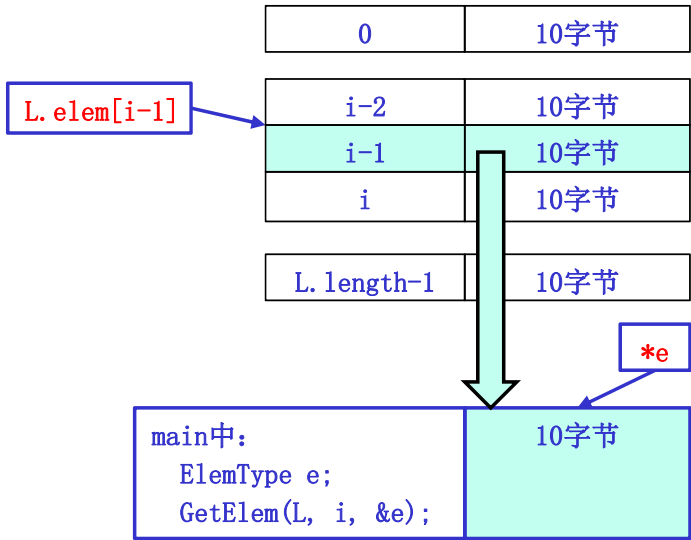 0 10字节
i-2 10字节
L.elem[i-1]
i-1 10字节
i 10字节
L.length-1 10字节
*e
main中: 10字节
ElemType e;
GetElem(L, i, &e);